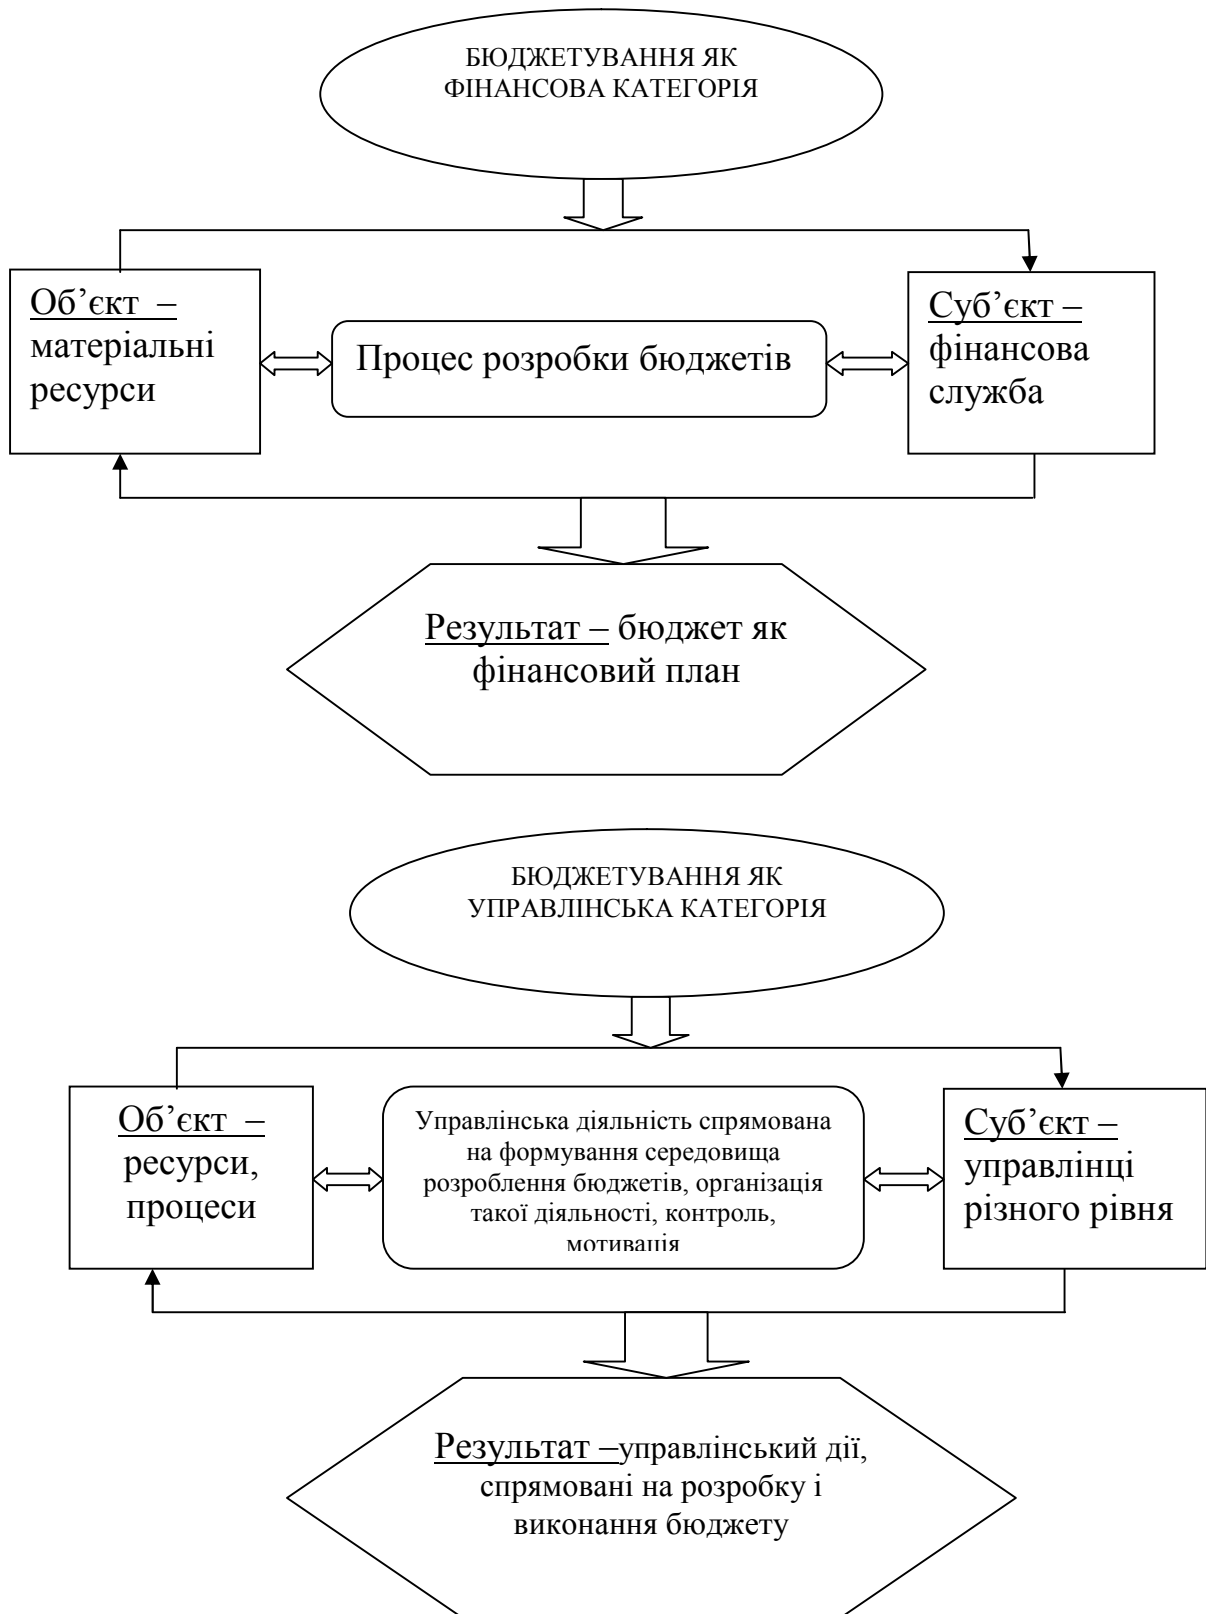 БЮДЖЕТУВАННЯ ЯК
ФІНАНСОВА КАТЕГОРІЯ
Об’єкт –
матеріальні
ресурси
Процес розробки бюджетів
Суб’єкт –
фінансова
служба
Результат – бюджет як
фінансовий план
БЮДЖЕТУВАННЯ ЯК
УПРАВЛІНСЬКА КАТЕГОРІЯ
Об’єкт –
ресурси,
процеси
Управлінська діяльність спрямована
на формування середовища
розроблення бюджетів, організація
такої діяльності, контроль,
мотивація
Суб’єкт –
управлінці
різного рівня
Результат –управлінський дії,
спрямовані на розробку і
виконання бюджету